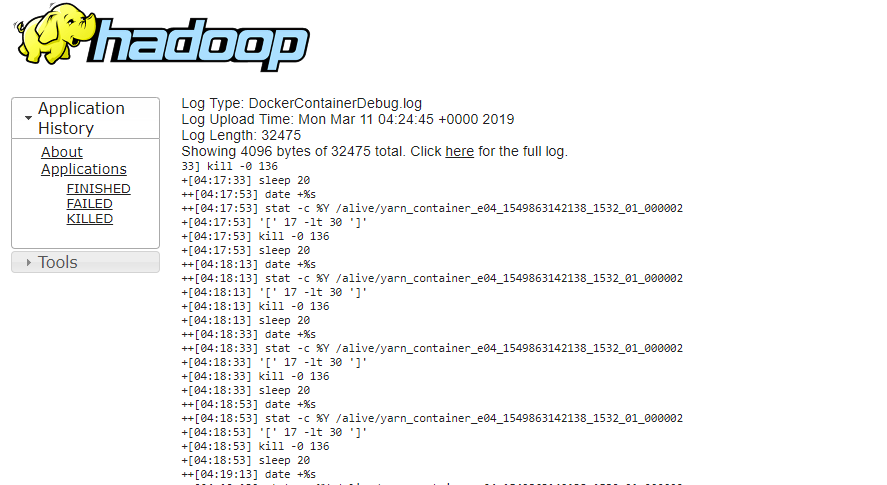 hadoop
Application
History
About
Applications
FINISHED
FAILED
KILLED
Tools
Log Type: DockerContainerDebug.log
Log Upload Time: Mon Mar 11 04:24:45 +0000 2019
Log Length: 32475
Showing 4096 bytes of 32475 total. Click here for the full log.
33] kill -0 136
+[04:17:33] sleep 20
++[04:17:53] date +%s
++[04:17:53] stat -c %Y /alive/yarn_container_e04_1549863142138_1532_01_000002
+[04:17:53] '[' 17 -lt 30 ']'
+[04:17:53] kill -0 136
+[04:17:53] sleep 20
++[04:18:13] date +%s
++[04:18:13] stat -c %Y /alive/yarn_container_e04_1549863142138_1532_01_000002
+[04:18:13] '[' 17 -lt 30 ']'
+[04:18:13] kill -0 136
+[04:18:13] sleep 20
++[04:18:33] date +%s
++[04:18:33] stat -c %Y /alive/yarn_container_e04_1549863142138_1532_01_000002
+[04:18:33] '[' 17 -lt 30 ']'
+[04:18:33] kill -0 136
+[04:18:33] sleep 20
++[04:18:53] date +%s
++[04:18:53] stat -c %Y /alive/yarn_container_e04_1549863142138_1532_01_000002
+[04:18:53] '[' 17 -lt 30 ']'
+[04:18:53] kill -0 136
+[04:18:53] sleep 20
++[04:19:13] date +%s